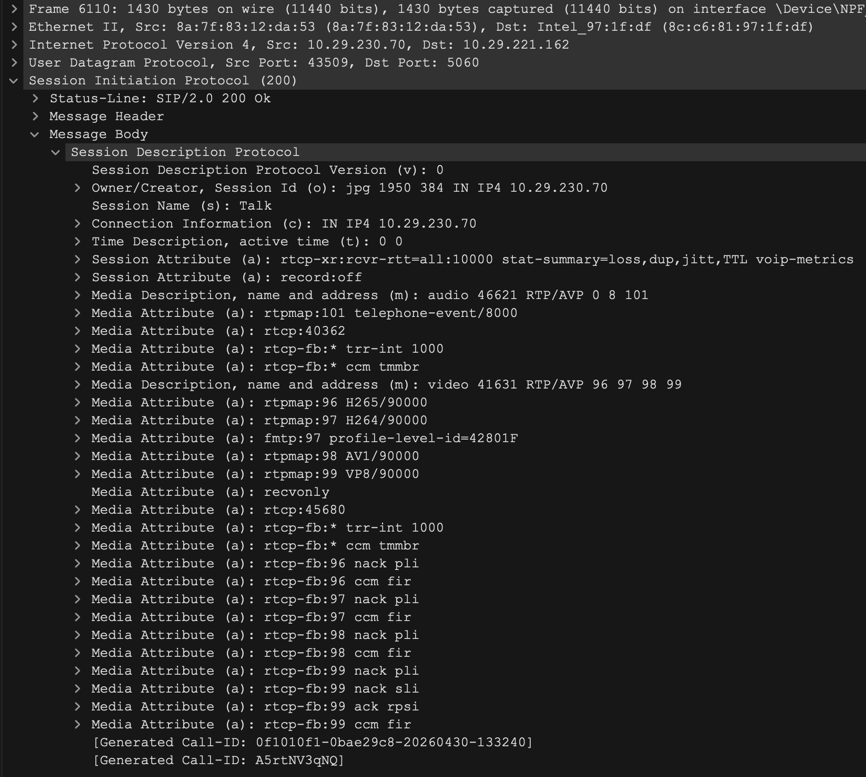 Frame 6110: 1430 bytes on wire (11440 bits), 1430 bytes captured (11440 bits) on interface \Device\NPF_
Ethernet II, Src: 8a:7f:83:12:da:53 (8a:7f:83:12:da:53), Dst: Intel_97:1f:df (8c:c6:81:97:1f:df)
Internet Protocol Version 4, Src: 10.29.230.70, Dst: 10.29.221.162
User Datagram Protocol, Src Port: 43509, Dst Port: 5060
Session Initiation Protocol (200)
Status-Line: SIP/2.0 200 Ok
Message Header
Message Body
Session Description Protocol
Session Description Protocol Version (v): 0
Owner/Creator, Session Id (o): jpg 1950 384 IN IP4 10.29.230.70
Session Name (s): Talk
Connection Information (c): IN IP4 10.29.230.70
Time Description, active time (t): 0 0
Session Attribute (a): rtcp-xr:rcvr-rtt=all:10000 stat-summary=loss,dup,jitt,TTL voip-metrics
Session Attribute (a): record:off
Media Description, name and address (m): audio 46621 RTP/AVP 0 8 101
Media Attribute (a): rtpmap:101 telephone-event/8000
Media Attribute (a): rtcp:40362
Media Attribute (a): rtcp-fb:* trr-int 1000
Media Attribute (a): rtcp-fb:* ccm tmmbr
Media Description, name and address (m): video 41631 RTP/AVP 96 97 98 99
Media Attribute (a): rtpmap:96 H265/90000
Media Attribute (a): rtpmap:97 H264/90000
Media Attribute (a): fmtp:97 profile-level-id=42801F
Media Attribute (a): rtpmap:98 AV1/90000
Media Attribute (a): rtpmap:99 VP8/90000
Media Attribute (a): recvonly
Media Attribute (a): rtcp:45680
Media Attribute (a): rtcp-fb:* trr-int 1000
Media Attribute (a): rtcp-fb:* ccm tmmbr
Media Attribute (a): rtcp-fb:96 nack pli
Media Attribute (a): rtcp-fb:96 ccm fir
Media Attribute (a): rtcp-fb:97 nack pli
Media Attribute (a): rtcp-fb:97 ccm fir
Media Attribute (a): rtcp-fb:98 nack pli
Media Attribute (a): rtcp-fb:98 ccm fir
Media Attribute (a): rtcp-fb:99 nack pli
Media Attribute (a): rtcp-fb:99 nack sli
Media Attribute (a): rtcp-fb:99 ack rpsi
Media Attribute (a): rtcp-fb:99 ccm fir
[Generated Call-ID: 0f1010f1-0bae29c8-20260430-133240]
[Generated Call-ID: A5rtNV3qNQ]